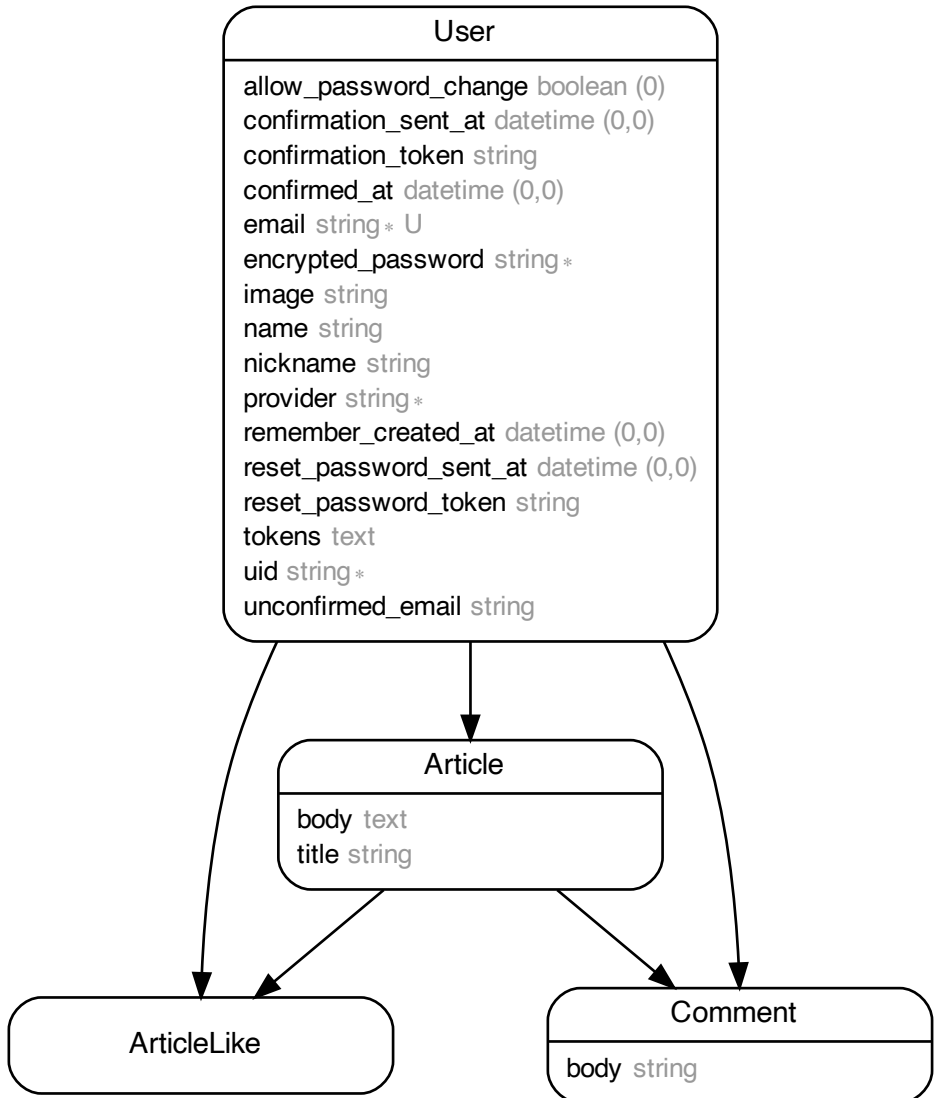 User
allow_password_change boolean (0)
confirmation_sent_at datetime (0,0)
confirmation_token string
confirmed_at datetime (0,0)
email string* U
encrypted_password string*
image string
name string
nickname string
provider string*
remember_created_at datetime (0,0)
reset_password_sent_at datetime (0,0)
reset_password_token string
tokens text
uid string*
unconfirmed_email string
Article
body text
title string
ArticleLike
Comment
body string